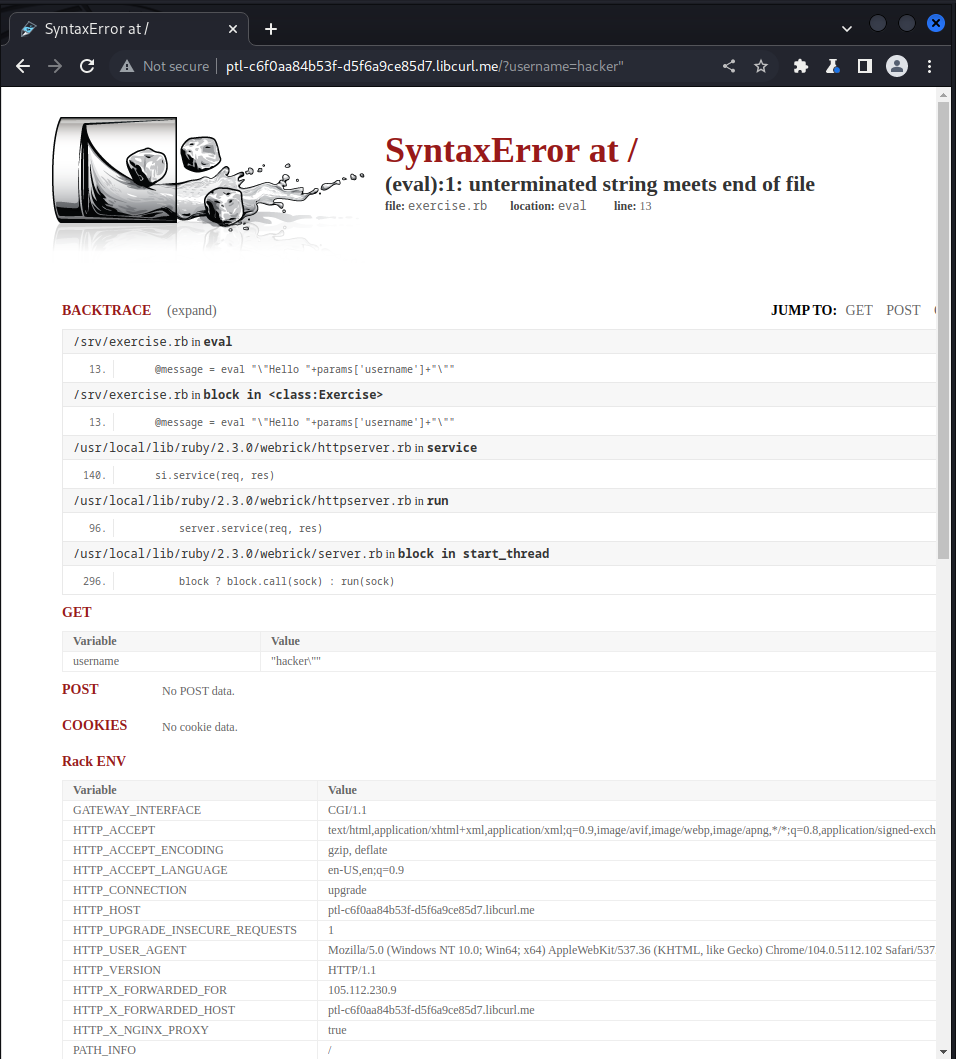 SyntaxError at /
Not secure ptl-c6f0aa84b53f-d5f6a9ce85d7.libcurl.me/?username=hacker"
SyntaxError at /
(eval):1: unterminated string meets end of file
file: exercise.rb location: eval line: 13
BACKTRACE (expand) JUMP TO: GET POST
/srv/exercise.rb in eval
13. @message = eval "\"Hello "+params['username']+"\""
/srv/exercise.rb in block in <class:Exercise>
13. @message = eval "\"Hello "+params['username']+"\""
/usr/local/lib/ruby/2.3.0/webrick/httpserver.rb in service
140. si.service(req, res)
/usr/local/lib/ruby/2.3.0/webrick/httpserver.rb in run
96. server.service(req, res)
/usr/local/lib/ruby/2.3.0/webrick/server.rb in block in start_thread
296. block ? block.call(sock) : run(sock)
GET
Variable Value
username "hacker\""
POST No POST data.
COOKIES No cookie data.
Rack ENV
Variable Value
GATEWAY_INTERFACE CGI/1.1
HTTP_ACCEPT text/html,application/xhtml+xml,application/xml;q=0.9,image/avif,image/webp,image/apng,*/*;q=0.8,application/signed-exch
HTTP_ACCEPT_ENCODING gzip, deflate
HTTP_ACCEPT_LANGUAGE en-US,en;q=0.9
HTTP_CONNECTION upgrade
HTTP_HOST ptl-c6f0aa84b53f-d5f6a9ce85d7.libcurl.me
HTTP_UPGRADE_INSECURE_REQUESTS 1
HTTP_USER_AGENT Mozilla/5.0 (Windows NT 10.0; Win64; x64) AppleWebKit/537.36 (KHTML, like Gecko) Chrome/104.0.5112.102 Safari/537
HTTP_VERSION HTTP/1.1
HTTP_X_FORWARDED_FOR 105.112.230.9
HTTP_X_FORWARDED_HOST ptl-c6f0aa84b53f-d5f6a9ce85d7.libcurl.me
HTTP_X_NGINX_PROXY true
PATH_INFO /